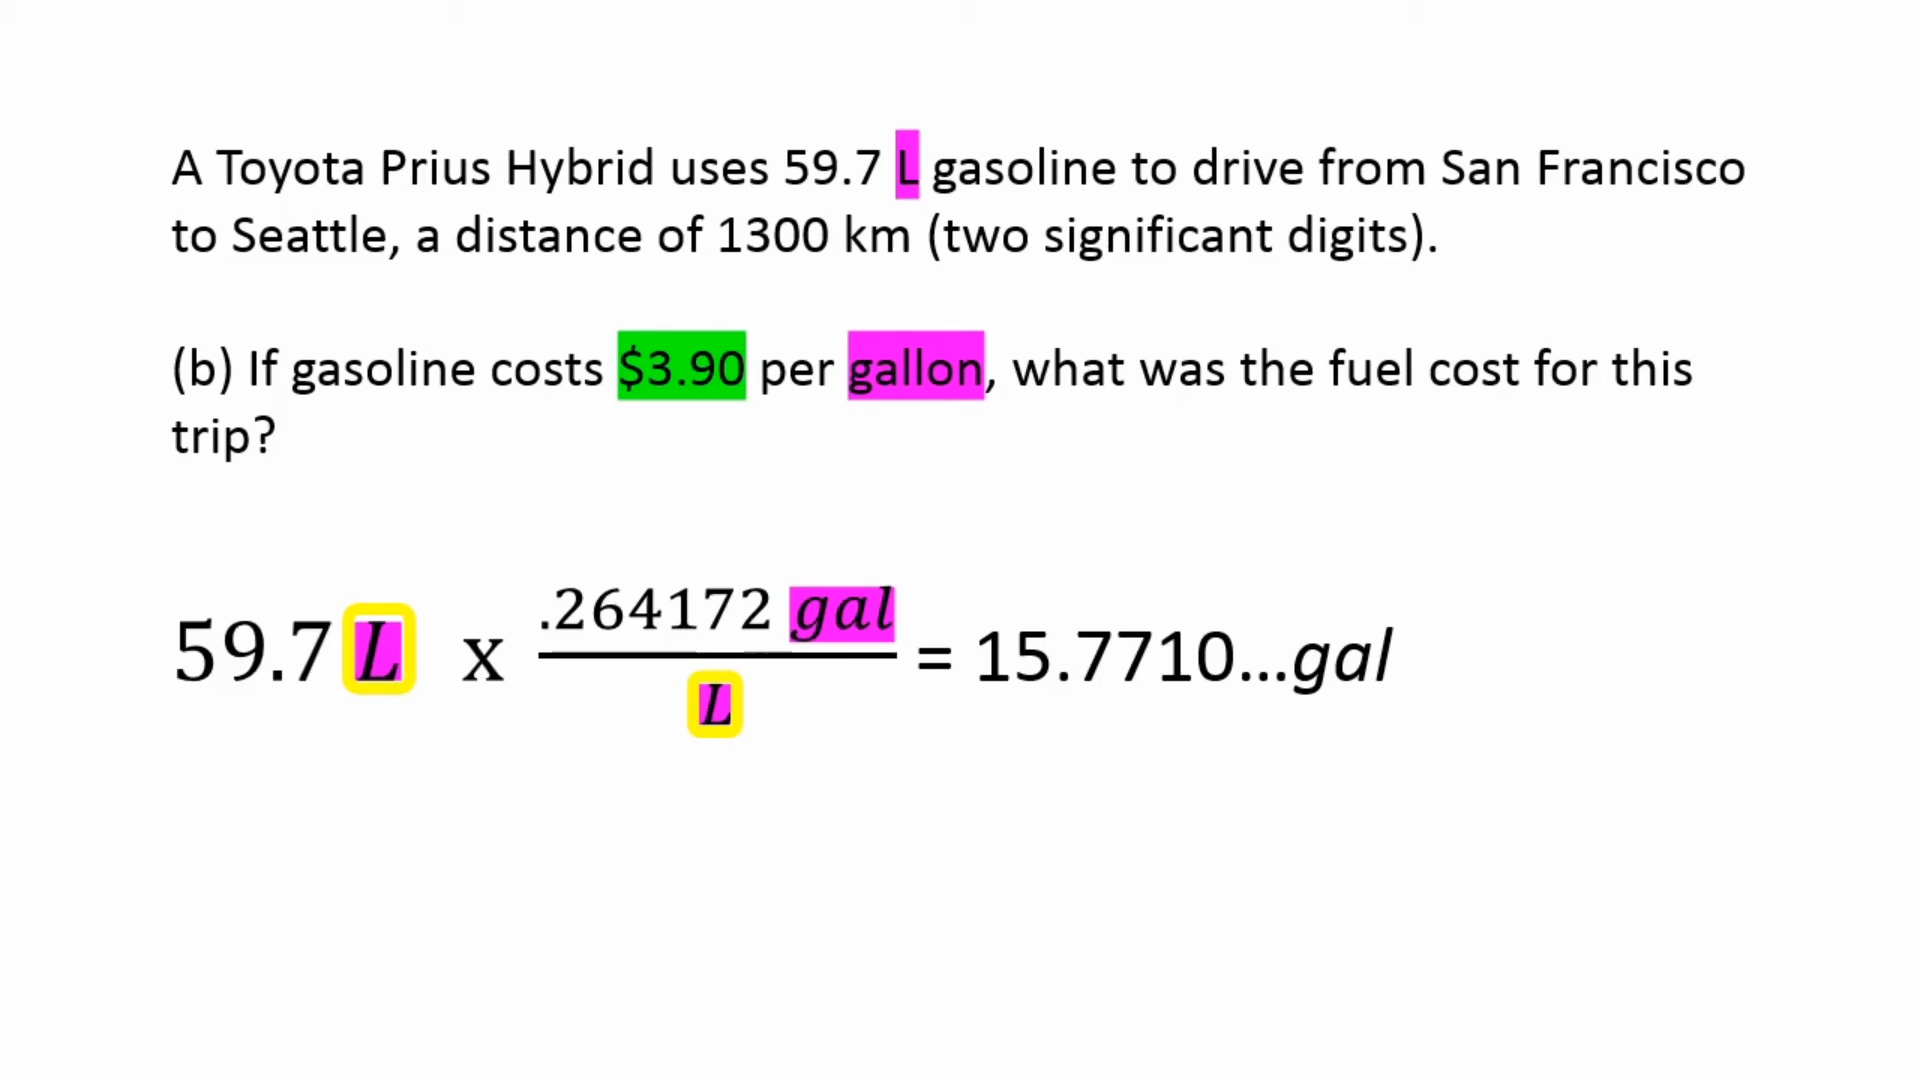 A Toyota Prius Hybrid uses 59.7 L gasoline to drive from San Francisco
to Seattle, a distance of 1300 km (two significant digits).
(b) If gasoline costs $3.90 per gallon, what was the fuel cost for this
trip?
.264172 gal
59.7 L x = 15.7710...gal
L